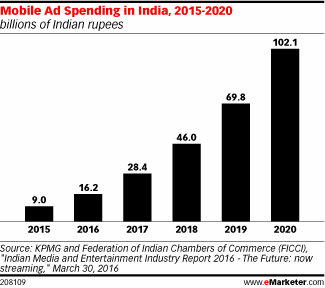 Mobile Ad Spending in India, 2015-2020
billions of Indian rupees
102.1
69.8
46.0
28.4
16.2
9.0
2015 2016 2017 2018 2019 2020
Source: KPMG and Federation of Indian Chambers of Commerce (FICCI),
"Indian Media and Entertainment Industry Report 2016 - The Future: now
streaming," March 30, 2016
208109 www.eMarketer.com